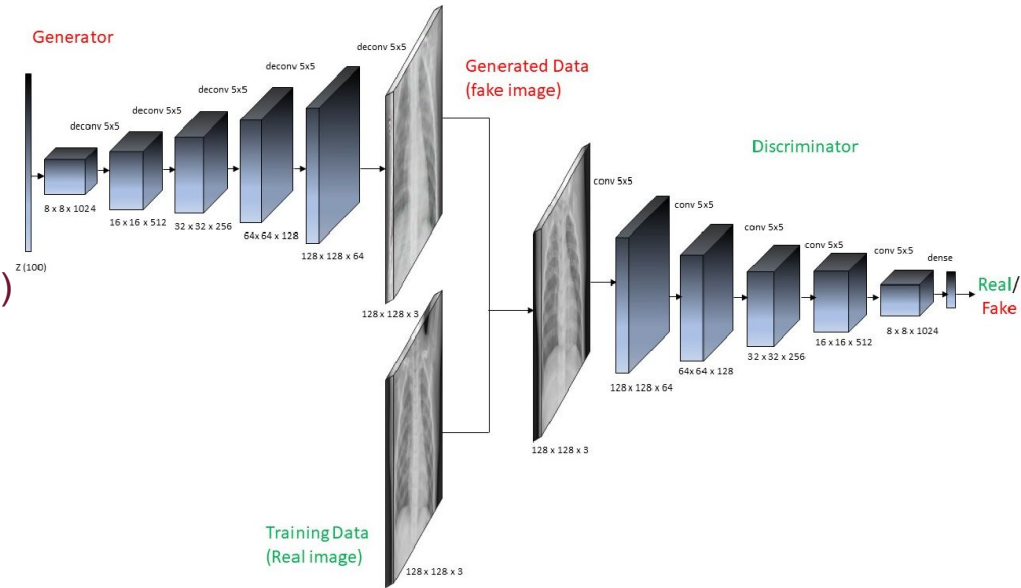 Generator
deconv 5x5
deconv 5x5
deconv 5x5
deconv 5x5
deconv 5x5
Z (100)
8 x 8 x 1024
16 x 16 x 512
32 x 32 x 256
64x 64 x 128
128 x 128 x 64
128 x 128 x 3
)
Generated Data
(fake image)
Training Data
(Real image)
128 x 128 x 3
Discriminator
128 x 128 x 3
conv 5x5
conv 5x5
conv 5x5
conv 5x5
conv 5x5
dense
128 x 128 x 64
64x 64 x 128
32 x 32 x 256
16 x 16 x 512
8 x 8 x 1024
Real/
Fake